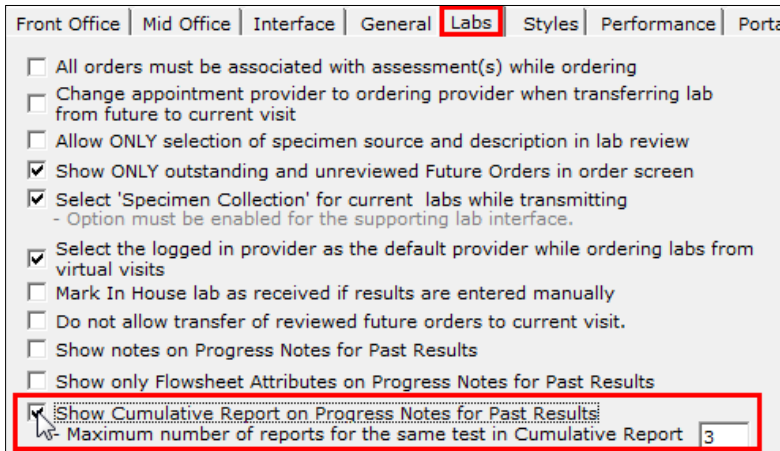 Front Office Mid Office Interface General Labs Styles Performance Porta
All orders must be associated with assessment(s) while ordering
Change appointment provider to ordering provider when transferring lab
from future to current visit
Allow ONLY selection of specimen source and description in lab review
Show ONLY outstanding and unreviewed Future Orders in order screen
Select 'Specimen Collection' for current labs while transmitting
- Option must be enabled for the supporting lab interface.
Select the logged in provider as the default provider while ordering labs from
virtual visits
Mark In House lab as received if results are entered manually
Do not allow transfer of reviewed future orders to current visit.
Show notes on Progress Notes for Past Results
Show only Flowsheet Attributes on Progress Notes for Past Results
Show Cumulative Report on Progress Notes for Past Results
- Maximum number of reports for the same test in Cumulative Report 3